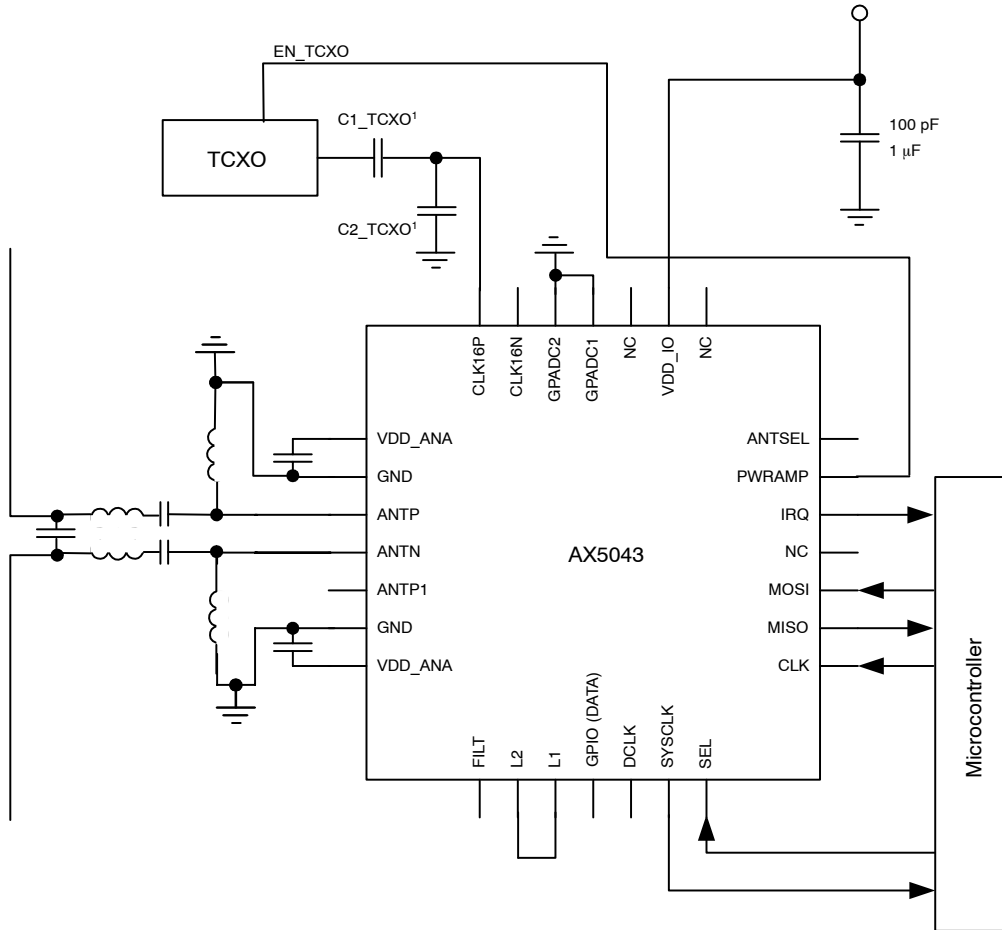 EN_TCXO
C1_TCXO¹
TCXO
C2_TCXO¹
100 pF
1 μF
CLK16P
CLK16N
GPADC2
GPADC1
NC
VDD_IO
NC
VDD_ANA
GND
ANTP
ANTN
ANTP1
GND
VDD_ANA
AX5043
ANTSEL
PWRAMP
IRQ
NC
MOSI
MISO
CLK
FILT
L2
L1
GPIO (DATA)
DCLK
SYSCLK
SEL
Microcontroller